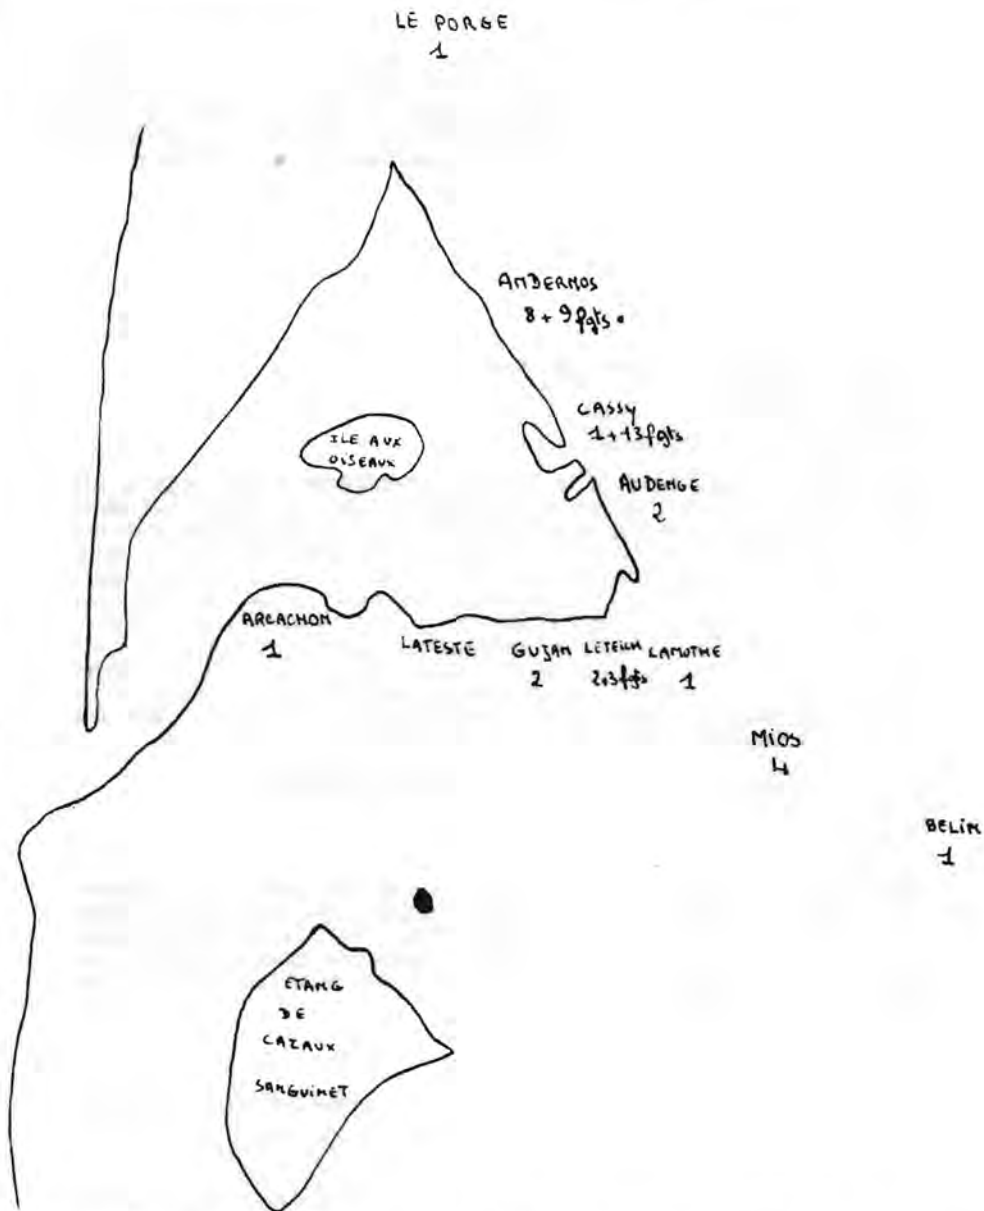 LE PORGE
1
ANDERNOS
8 + 9 fgts.
CASSY
1 + 13 fgts
ILE AUX
OISEAUX
AUDENGE
2
ARCACHON
1
LATESTE
GUJAN
2
LETEICH
2+3 fgts
LAMOTHE
1
MIOS
4
BELIN
1
ETANG
DE
CAZAUX
SANGUINET